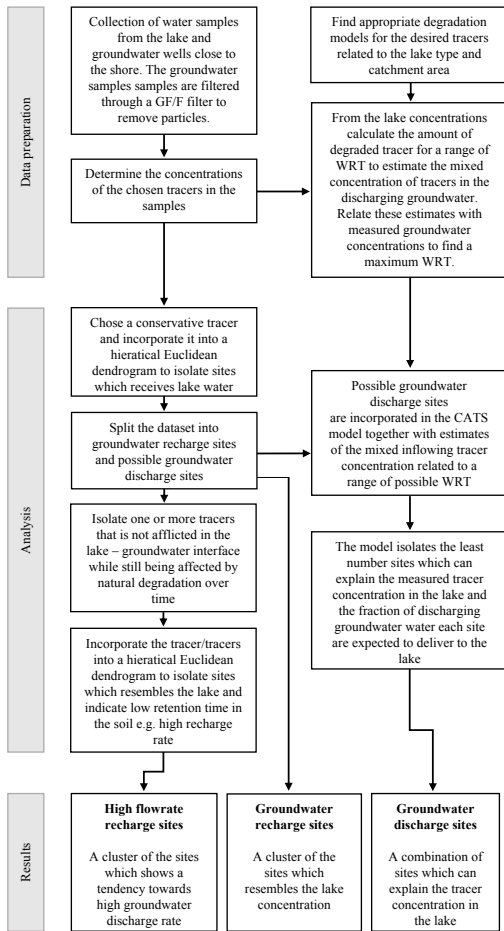 Data preparation
Collection of water samples
from the lake and
groundwater wells close to
the shore. The groundwater
samples samples are filtered
through a GF/F filter to
remove particles.
Find appropriate degradation
models for the desired tracers
related to the lake type and
catchment area
Determine the concentrations
of the chosen tracers in the
samples
From the lake concentrations
calculate the amount of
degraded tracer for a range of
WRT to estimate the mixed
concentration of tracers in the
discharging groundwater.
Relate these estimates with
measured groundwater
concentrations to find a
maximum WRT.
Analysis
Chose a conservative tracer
and incorporate it into a
hieratical Euclidean
dendrogram to isolate sites
which receives lake water
Split the dataset into
groundwater recharge sites
and possible groundwater
discharge sites
Possible groundwater
discharge sites
are incorporated in the CATS
model together with estimates
of the mixed inflowing tracer
concentration related to a
range of possible WRT
Isolate one or more tracers
that is not afflicted in the
lake – groundwater interface
while still being affected by
natural degradation over
time
The model isolates the least
number sites which can
explain the measured tracer
concentration in the lake and
the fraction of discharging
groundwater water each site
are expected to deliver to the
lake
Incorporate the tracer/tracers
into a hieratical Euclidean
dendrogram to isolate sites
which resembles the lake and
indicate low retention time in
the soil e.g. high recharge
rate
Results
High flowrate
recharge sites
A cluster of the sites
which shows a
tendency towards
high groundwater
discharge rate
Groundwater
recharge sites
A cluster of the
sites which
resembles the lake
concentration
Groundwater
discharge sites
A combination of
sites which can
explain the tracer
concentration in
the lake